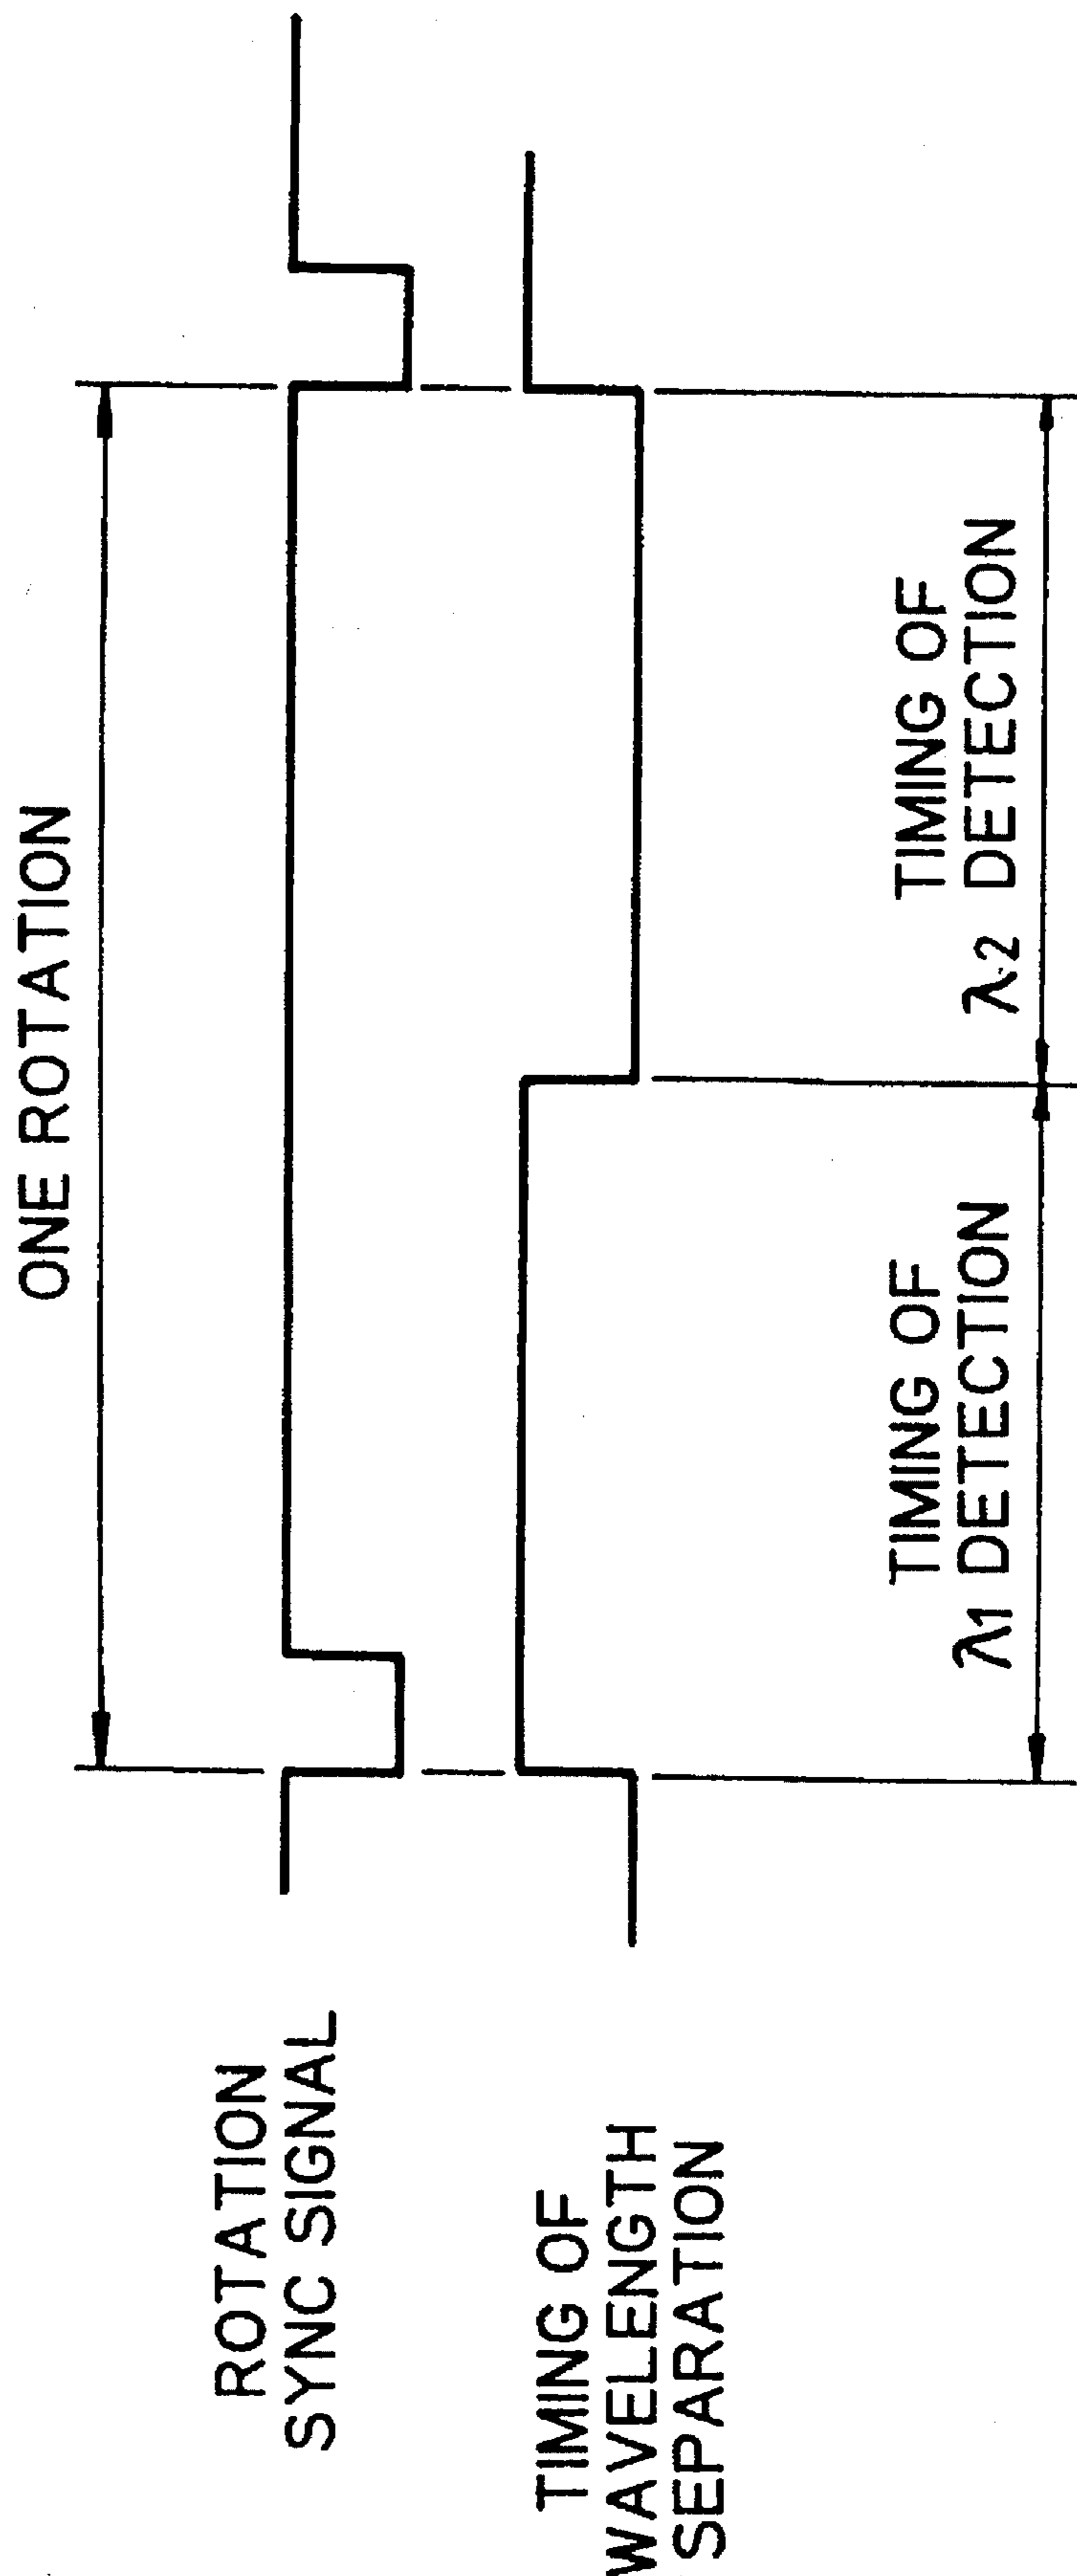 ONE ROTATION
ROTATION
SYNC SIGNAL
TIMING OF
WAVELENGTH
SEPARATION
TIMING OF
λ1 DETECTION
TIMING OF
λ2 DETECTION